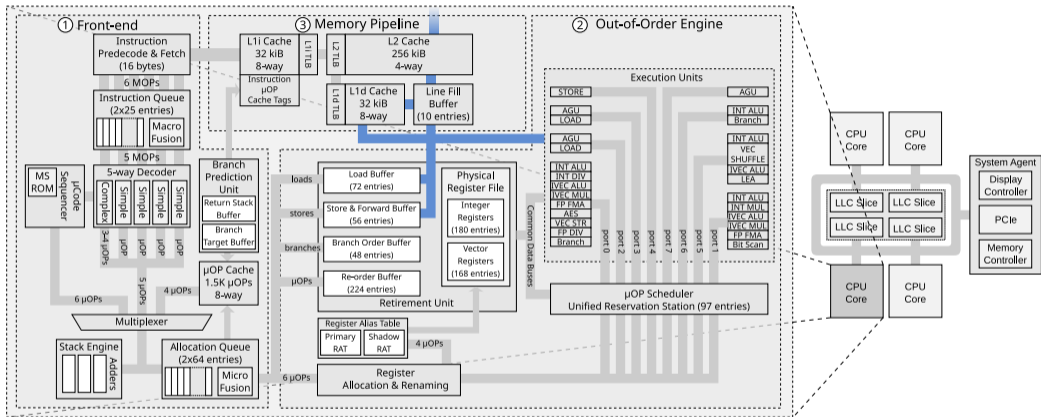 ① Front-end
Instruction
Predecode & Fetch
(16 bytes)
6 MOPs
Instruction Queue
(2x25 entries)
Macro
Fusion
5 MOPs
MS
ROM
µCode
Sequencer
5-way Decoder
Complex
Simple
Simple
Simple
Simple
3-4 µOPs
µOP
µOP
µOP
µOP
Branch
Prediction
Unit
Return Stack
Buffer
Branch
Target Buffer
µOP Cache
1.5K µOPs
8-way
6 µOPs
5 µOPs
4 µOPs
Multiplexer
Stack Engine
Adders
Allocation Queue
(2x64 entries)
Micro
Fusion
6 µOPs
③ Memory Pipeline
L1i Cache
32 kiB
8-way
L1i TLB
Instruction
µOP
Cache Tags
L2 TLB
L2 Cache
256 kiB
4-way
L1d TLB
L1d Cache
32 kiB
8-way
Line Fill
Buffer
(10 entries)
② Out-of-Order Engine
loads
stores
branches
µOPs
Load Buffer
(72 entries)
Store & Forward Buffer
(56 entries)
Branch Order Buffer
(48 entries)
Re-order Buffer
(224 entries)
Physical
Register File
Integer
Registers
(180 entries)
Vector
Registers
(168 entries)
Retirement Unit
Register Alias Table
Primary
RAT
Shadow
RAT
4 µOPs
Register
Allocation & Renaming
Common Data Buses
Execution Units
STORE
AGU
LOAD
AGU
LOAD
INT ALU
INT DIV
IVEC ALU
IVEC MUL
FP FMA
AES
VEC STR
FP DIV
Branch
AGU
INT ALU
Branch
INT ALU
VEC
SHUFFLE
IVEC ALU
LEA
INT ALU
INT MUL
IVEC ALU
IVEC MUL
FP FMA
Bit Scan
port 0
port 2
port 3
port 4
port 7
port 6
port 5
port 1
µOP Scheduler
Unified Reservation Station (97 entries)
CPU
Core
CPU
Core
LLC Slice
LLC Slice
LLC Slice
LLC Slice
CPU
Core
CPU
Core
System Agent
Display
Controller
PCIe
Memory
Controller